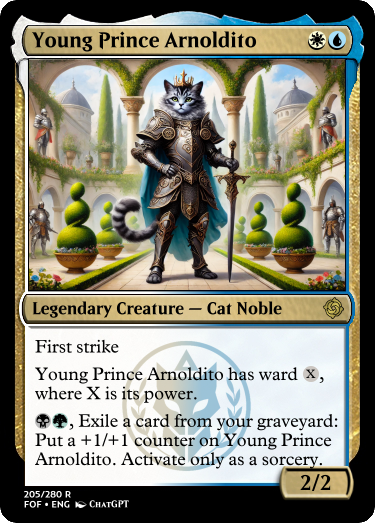 Young Prince Arnoldito
Legendary Creature — Cat Noble
First strike
Young Prince Arnoldito has ward X,
where X is its power.
, Exile a card from your graveyard:
Put a +1/+1 counter on Young Prince
Arnoldito. Activate only as a sorcery.
2/2
205/280 R
FOF • ENG ChatGPT